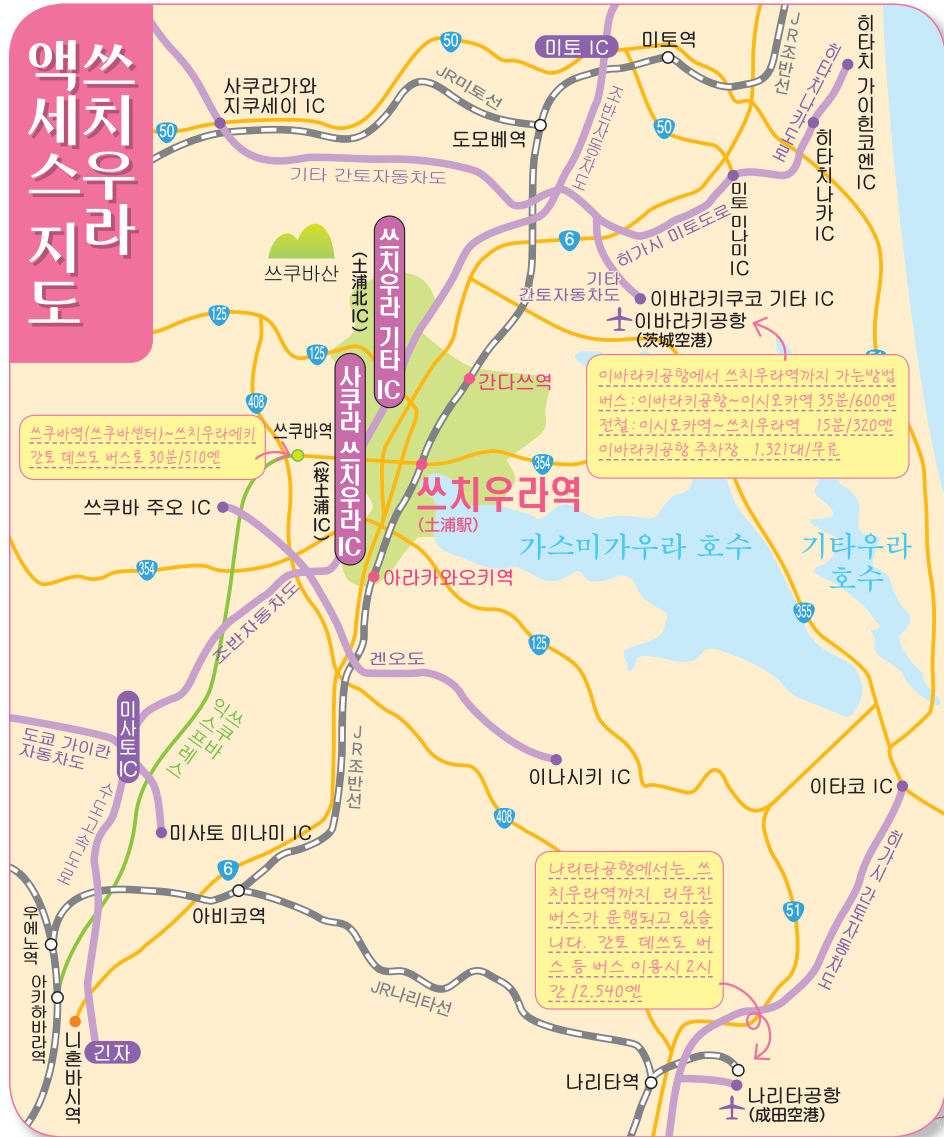 쓰치우라
액세스 지도
50
미토 IC
미토역
JR조반선
히타치 가이힌코엔 IC
사쿠라가와
지쿠세이 IC
JR미토선
조반자동차도
히타치나카도로
50
도모베역
50
히타치나카 IC
기타 간토자동차도
미토 미나미 IC
쓰쿠바산
쓰치우라 기타 IC
(土浦北IC)
6
히가시 미토도로
기타
간토자동차도
이바라키쿠코 기타 IC
이바라키공항
(茨城空港)
125
125
사쿠라 쓰치우라 IC
(桜土浦IC)
간다쓰역
이바라키공항에서 쓰치우라역까지 가는방법
버스:이바라키공항~이시오카역 35분/600엔
전철:이시오카역~쓰치우라역 15분/320엔
이바라키공항 주차장 1.321대/무료
408
쓰쿠바역(쓰쿠바센터)~쓰치우라에키
간토 데쓰도 버스로 30분/510엔
쓰쿠바역
354
쓰치우라역
(土浦駅)
쓰쿠바 주오 IC
가스미가우라 호수
기타우라
호수
354
아라카와오키역
355
조반자동차도
125
겐오도
미사토 IC
쓰쿠바
익스프레스
도쿄 가이칸
자동차도
JR조반선
이나시키 IC
이타코 IC
수도고속도로
미사토 미나미 IC
408
6
나리타공항에서는 쓰
치우라역까지 리무진
버스가 운행되고 있습
니다. 간토 데쓰도 버
스 등 버스 이용시 2시
간/2.540엔
히가시 간토자동차도
51
우에노역
아비코역
아키하바라역
JR나리타선
니혼바시역
긴자
나리타역
나리타공항
(成田空港)